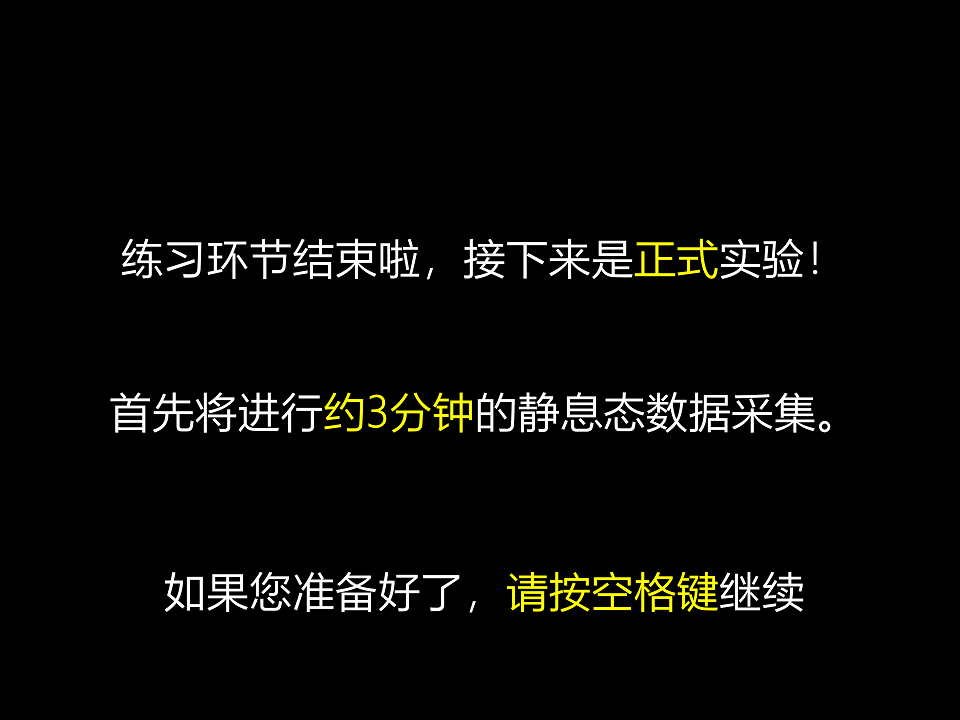 练习环节结束啦，接下来是正式实验！
首先将进行约3分钟的静息态数据采集。
如果您准备好了，请按空格键继续